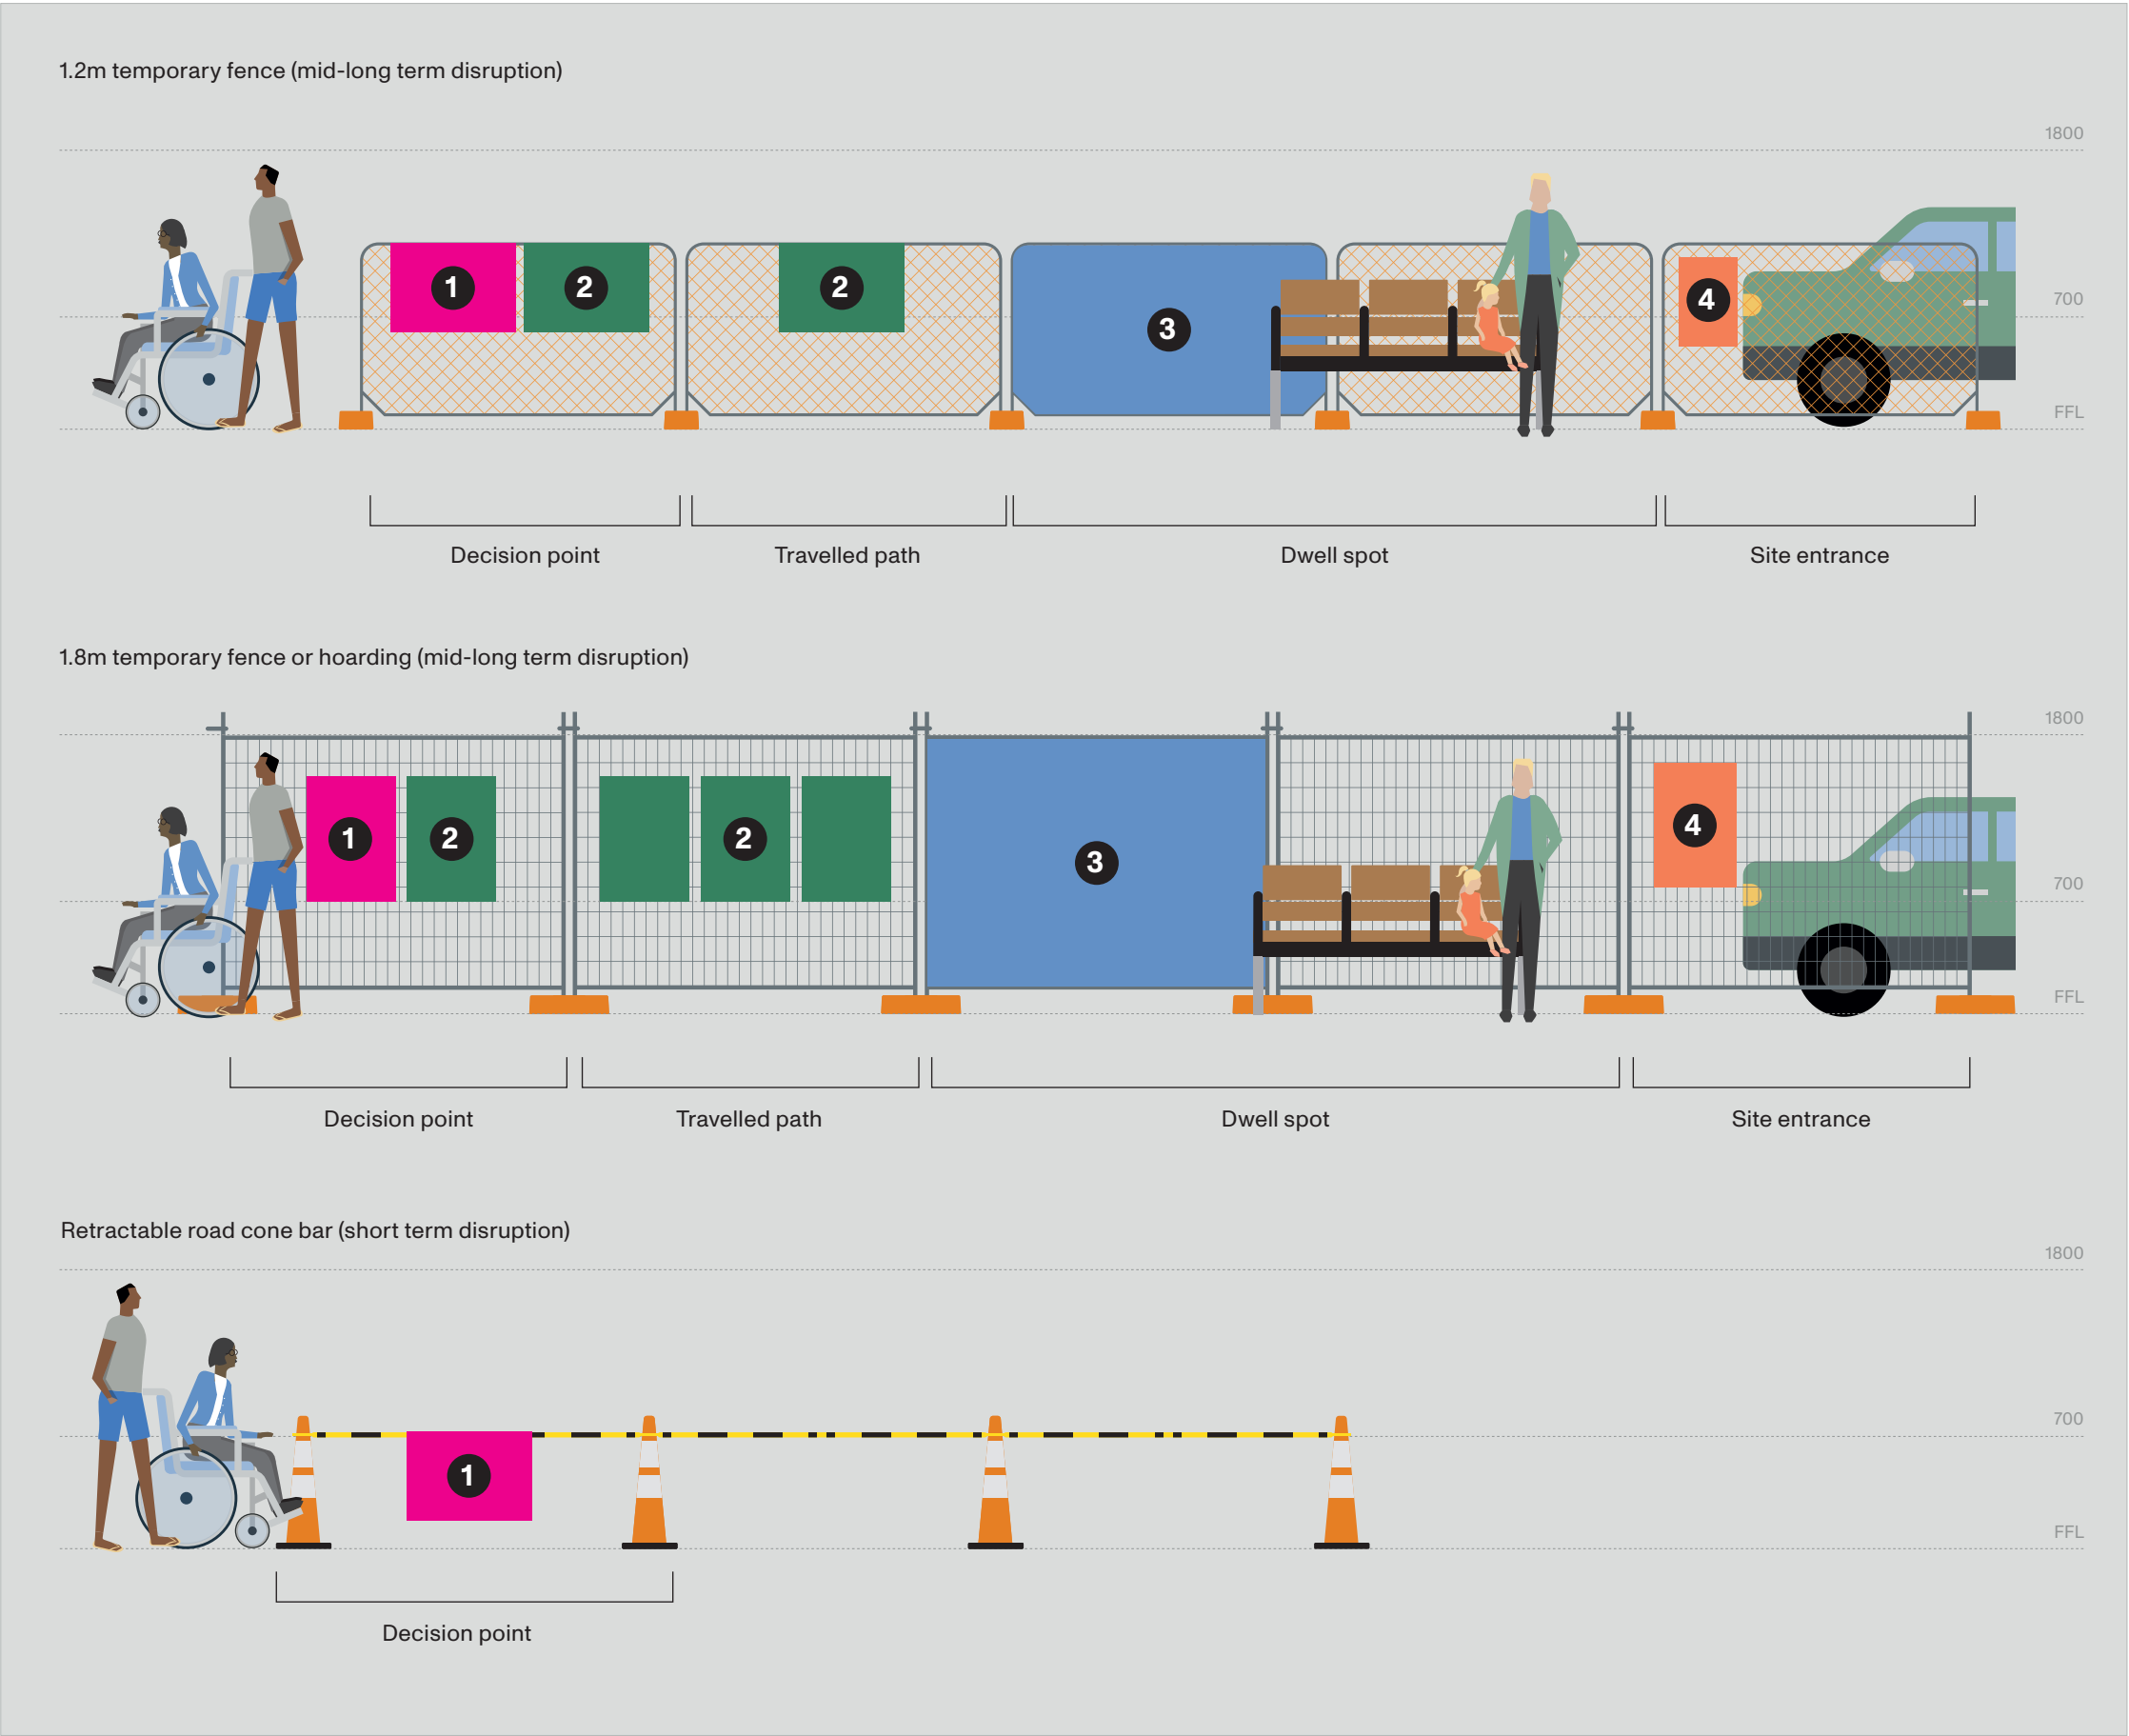 1.2m temporary fence (mid-long term disruption)
1800
1
2
2
3
4
700
FFL
Decision point
Travelled path
Dwell spot
Site entrance
1.8m temporary fence or hoarding (mid-long term disruption)
1800
1
2
2
3
4
700
FFL
Decision point
Travelled path
Dwell spot
Site entrance
Retractable road cone bar (short term disruption)
1800
700
1
FFL
Decision point